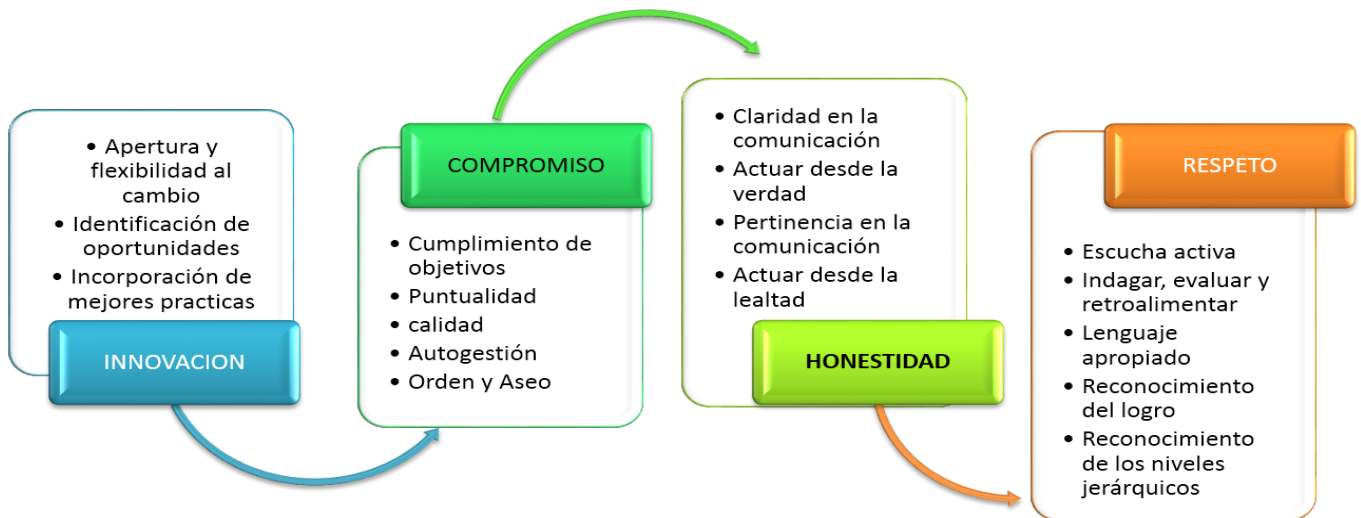 • Apertura y
flexibilidad al
cambio
• Identificación de
oportunidades
• Incorporación de
mejores practicas
INNOVACION
COMPROMISO
• Cumplimiento de
objetivos
• Puntualidad
• calidad
• Autogestión
• Orden y Aseo
• Claridad en la
comunicación
• Actuar desde la
verdad
• Pertinencia en la
comunicación
• Actuar desde la
lealtad
HONESTIDAD
RESPETO
• Escucha activa
• Indagar, evaluar y
retroalimentar
• Lenguaje
apropiado
• Reconocimiento
del logro
• Reconocimiento
de los niveles
jerárquicos